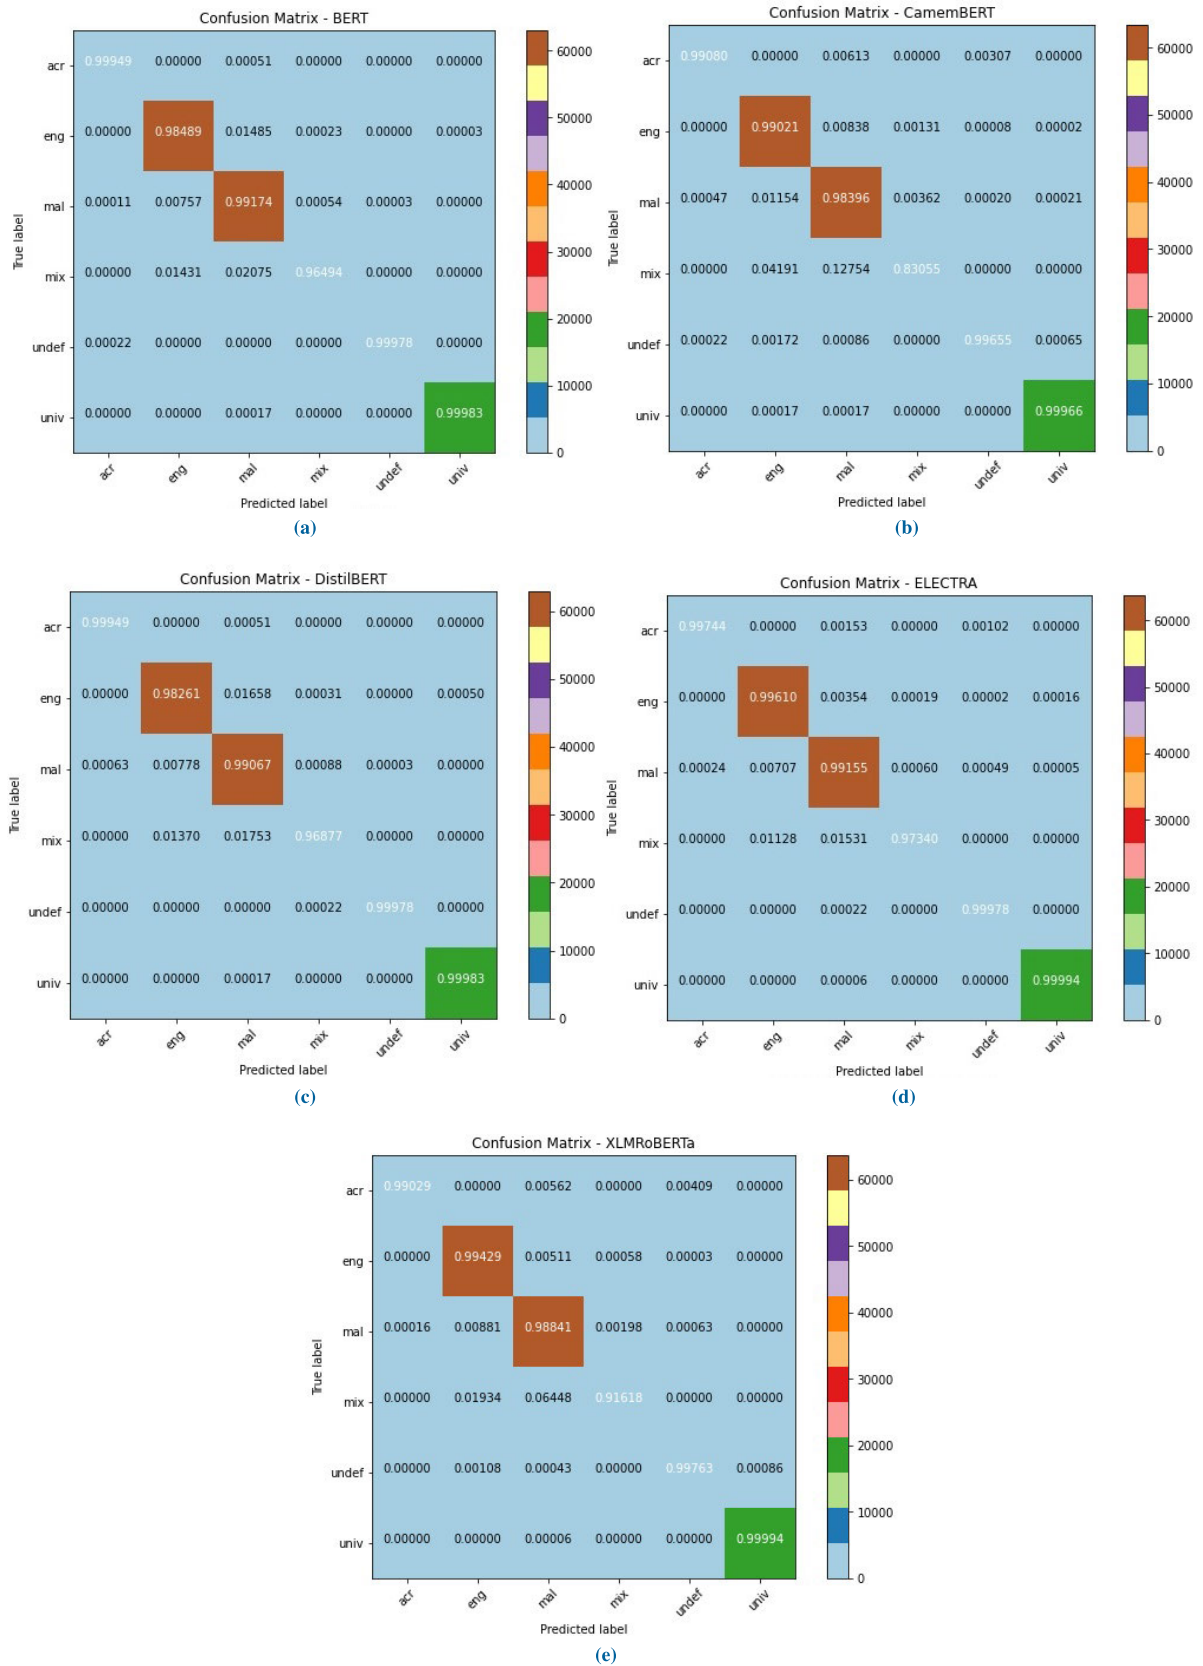 Confusion Matrix - BERT
acr 0.99949 0.00000 0.00051 0.00000 0.00000 0.00000
eng 0.00000 0.98489 0.01485 0.00023 0.00000 0.00003
mal 0.00011 0.00757 0.99174 0.00054 0.00003 0.00000
mix 0.00000 0.01431 0.02075 0.96494 0.00000 0.00000
undef 0.00022 0.00000 0.00000 0.00000 0.99978 0.00000
univ 0.00000 0.00000 0.00017 0.00000 0.00000 0.99983
acr eng mal mix undef univ
True label
Predicted label
60000
50000
40000
30000
20000
10000
0
(a)
Confusion Matrix - CamemBERT
acr 0.99080 0.00000 0.00613 0.00000 0.00307 0.00000
eng 0.00000 0.99021 0.00838 0.00131 0.00008 0.00002
mal 0.00047 0.01154 0.98396 0.00362 0.00020 0.00021
mix 0.00000 0.04191 0.12754 0.83055 0.00000 0.00000
undef 0.00022 0.00172 0.00086 0.00000 0.99655 0.00065
univ 0.00000 0.00017 0.00017 0.00000 0.00000 0.99966
acr eng mal mix undef univ
True label
Predicted label
60000
50000
40000
30000
20000
10000
0
(b)
Confusion Matrix - DistilBERT
acr 0.99949 0.00000 0.00051 0.00000 0.00000 0.00000
eng 0.00000 0.98261 0.01658 0.00031 0.00000 0.00050
mal 0.00063 0.00778 0.99067 0.00088 0.00003 0.00000
mix 0.00000 0.01370 0.01753 0.96877 0.00000 0.00000
undef 0.00000 0.00000 0.00000 0.00022 0.99978 0.00000
univ 0.00000 0.00000 0.00017 0.00000 0.00000 0.99983
acr eng mal mix undef univ
True label
Predicted label
60000
50000
40000
30000
20000
10000
0
(c)
Confusion Matrix - ELECTRA
acr 0.99744 0.00000 0.00153 0.00000 0.00102 0.00000
eng 0.00000 0.99610 0.00354 0.00019 0.00002 0.00016
mal 0.00024 0.00707 0.99155 0.00060 0.00049 0.00005
mix 0.00000 0.01128 0.01531 0.97340 0.00000 0.00000
undef 0.00000 0.00000 0.00022 0.00000 0.99978 0.00000
univ 0.00000 0.00000 0.00006 0.00000 0.00000 0.99994
acr eng mal mix undef univ
True label
Predicted label
60000
50000
40000
30000
20000
10000
0
(d)
Confusion Matrix - XLMRoBERTa
acr 0.99029 0.00000 0.00562 0.00000 0.00409 0.00000
eng 0.00000 0.99429 0.00511 0.00058 0.00003 0.00000
mal 0.00016 0.00881 0.98841 0.00198 0.00063 0.00000
mix 0.00000 0.01934 0.06448 0.91618 0.00000 0.00000
undef 0.00000 0.00108 0.00043 0.00000 0.99763 0.00086
univ 0.00000 0.00000 0.00006 0.00000 0.00000 0.99994
acr eng mal mix undef univ
True label
Predicted label
60000
50000
40000
30000
20000
10000
0
(e)